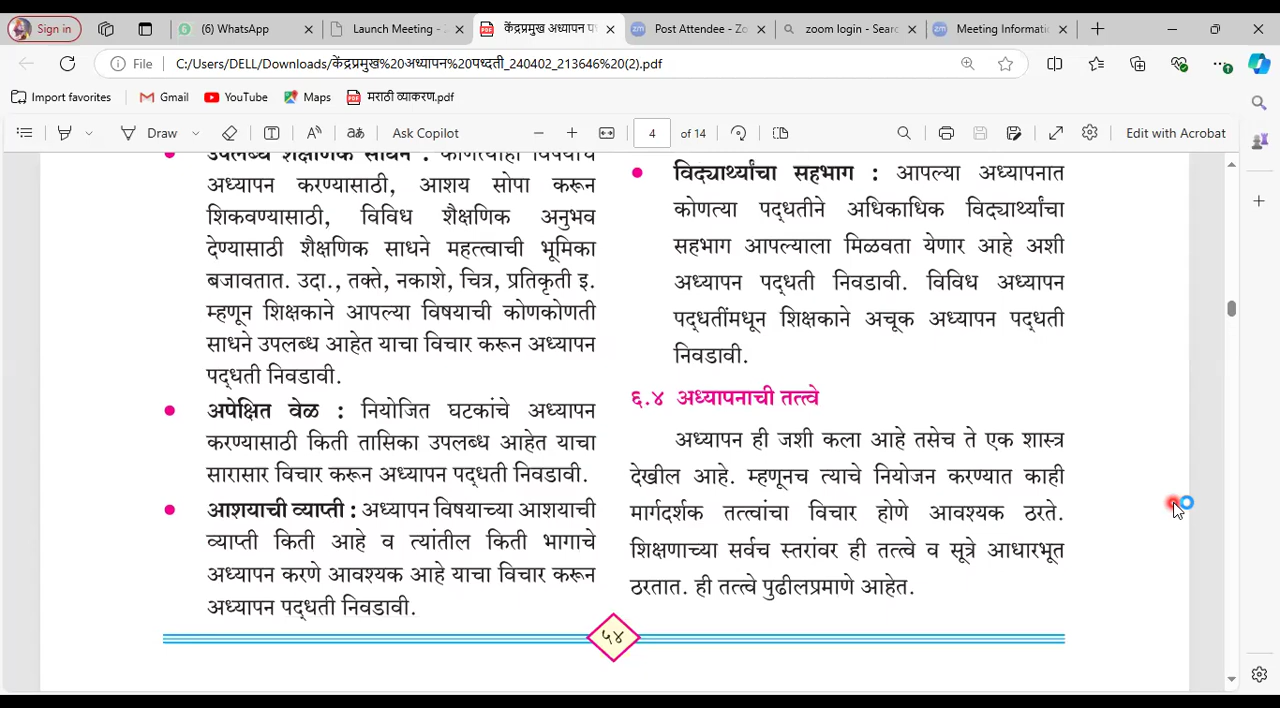 Sign in
(6) WhatsApp
Launch Meeting - Z
केंद्रप्रमुख अध्यापन पध
Post Attendee - Zo
zoom login - Searc
Meeting Informatio
File C:/Users/DELL/Downloads/केंद्रप्रमुख%20अध्यापन%20पध्दती_240402_213646%20(2).pdf
Import favorites Gmail YouTube Maps मराठी व्याकरण.pdf
Draw Ask Copilot 4 of 14 Edit with Acrobat
उपलब्ध शैक्षणिक साधन : कोणत्याही विषयाचे
अध्यापन करण्यासाठी, आशय सोपा करून
शिकवण्यासाठी, विविध शैक्षणिक अनुभव
देण्यासाठी शैक्षणिक साधने महत्त्वाची भूमिका
बजावतात. उदा., तक्ते, नकाशे, चित्र, प्रतिकृती इ.
म्हणून शिक्षकाने आपल्या विषयाची कोणकोणती
साधने उपलब्ध आहेत याचा विचार करून अध्यापन
पद्धती निवडावी.
अपेक्षित वेळ : नियोजित घटकांचे अध्यापन
करण्यासाठी किती तासिका उपलब्ध आहेत याचा
सारासार विचार करून अध्यापन पद्धती निवडावी.
आशयाची व्याप्ती : अध्यापन विषयाच्या आशयाची
व्याप्ती किती आहे व त्यांतील किती भागाचे
अध्यापन करणे आवश्यक आहे याचा विचार करून
अध्यापन पद्धती निवडावी.
विद्यार्थ्यांचा सहभाग : आपल्या अध्यापनात
कोणत्या पद्धतीने अधिकाधिक विद्यार्थ्यांचा
सहभाग आपल्याला मिळवता येणार आहे अशी
अध्यापन पद्धती निवडावी. विविध अध्यापन
पद्धतींमधून शिक्षकाने अचूक अध्यापन पद्धती
निवडावी.
६.४ अध्यापनाची तत्त्वे
अध्यापन ही जशी कला आहे तसेच ते एक शास्त्र
देखील आहे. म्हणूनच त्याचे नियोजन करण्यात काही
मार्गदर्शक तत्त्वांचा विचार होणे आवश्यक ठरते.
शिक्षणाच्या सर्वच स्तरांवर ही तत्त्वे व सूत्रे आधारभूत
ठरतात. ही तत्त्वे पुढीलप्रमाणे आहेत.
५४